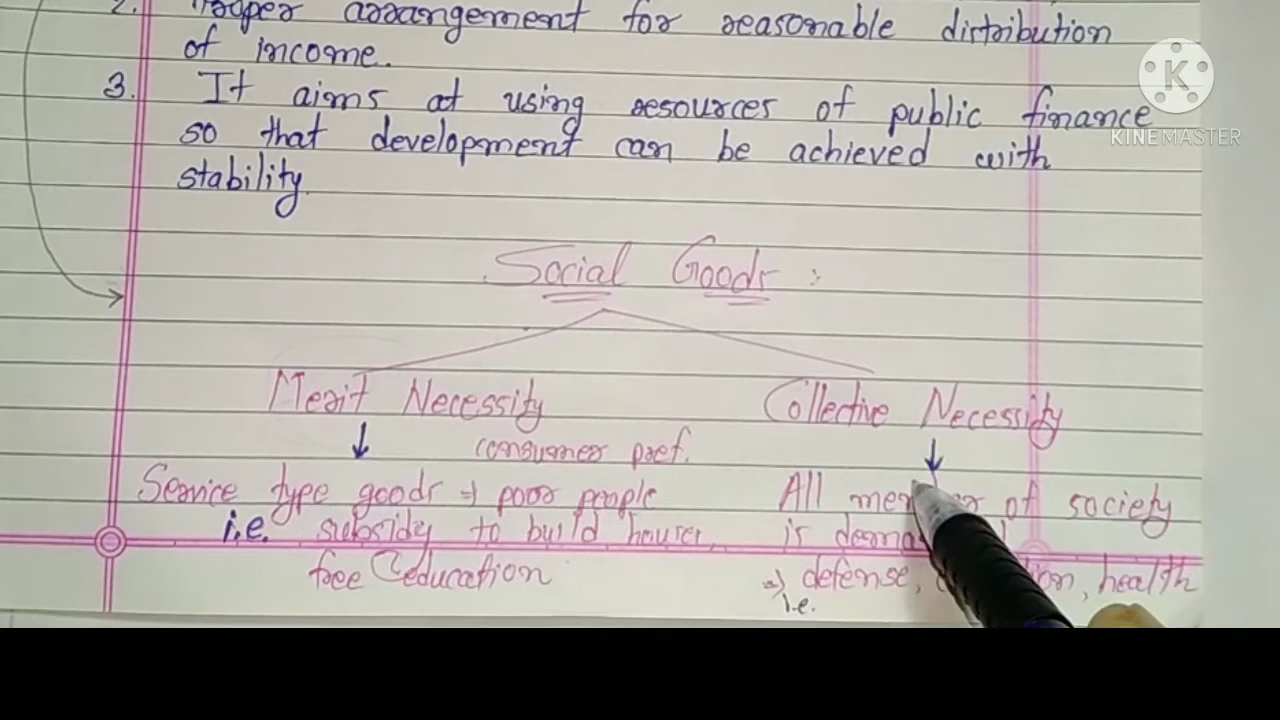 2. Proper arrangement for reasonable distribution
of income.
3. It aims at using resources of public finance
so that development can be achieved with
stability.
KINEMASTER
Social Goods :
Merit Necessity
Collective Necessity
consumer pref.
Service type goods → poor people
i.e. subsidy to build houses,
free education
All of society
is
→ defense, , health
i.e.